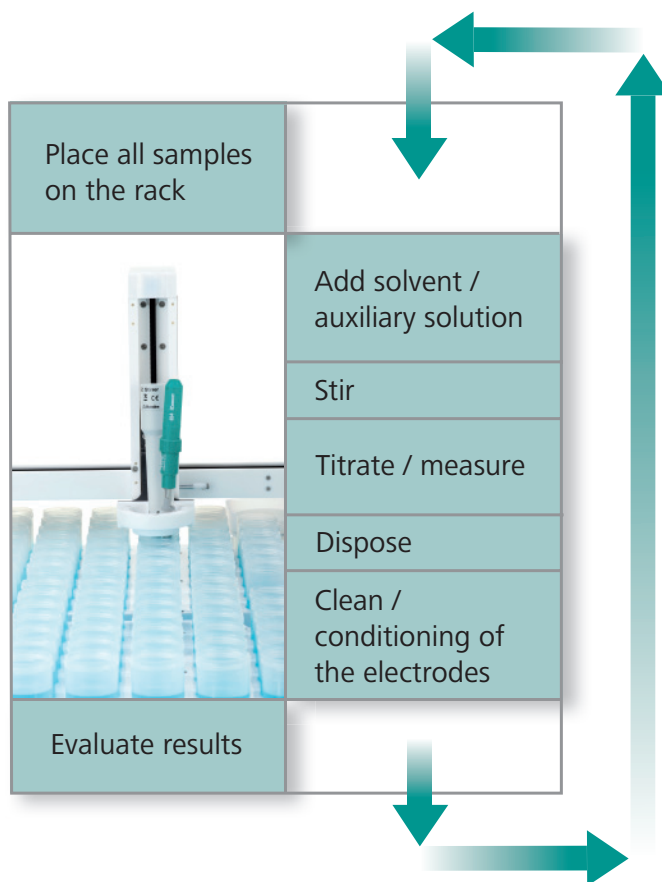 Place all samples
on the rack
Add solvent /
auxiliary solution
Stir
Titrate / measure
Dispose
Clean /
conditioning of
the electrodes
Evaluate results